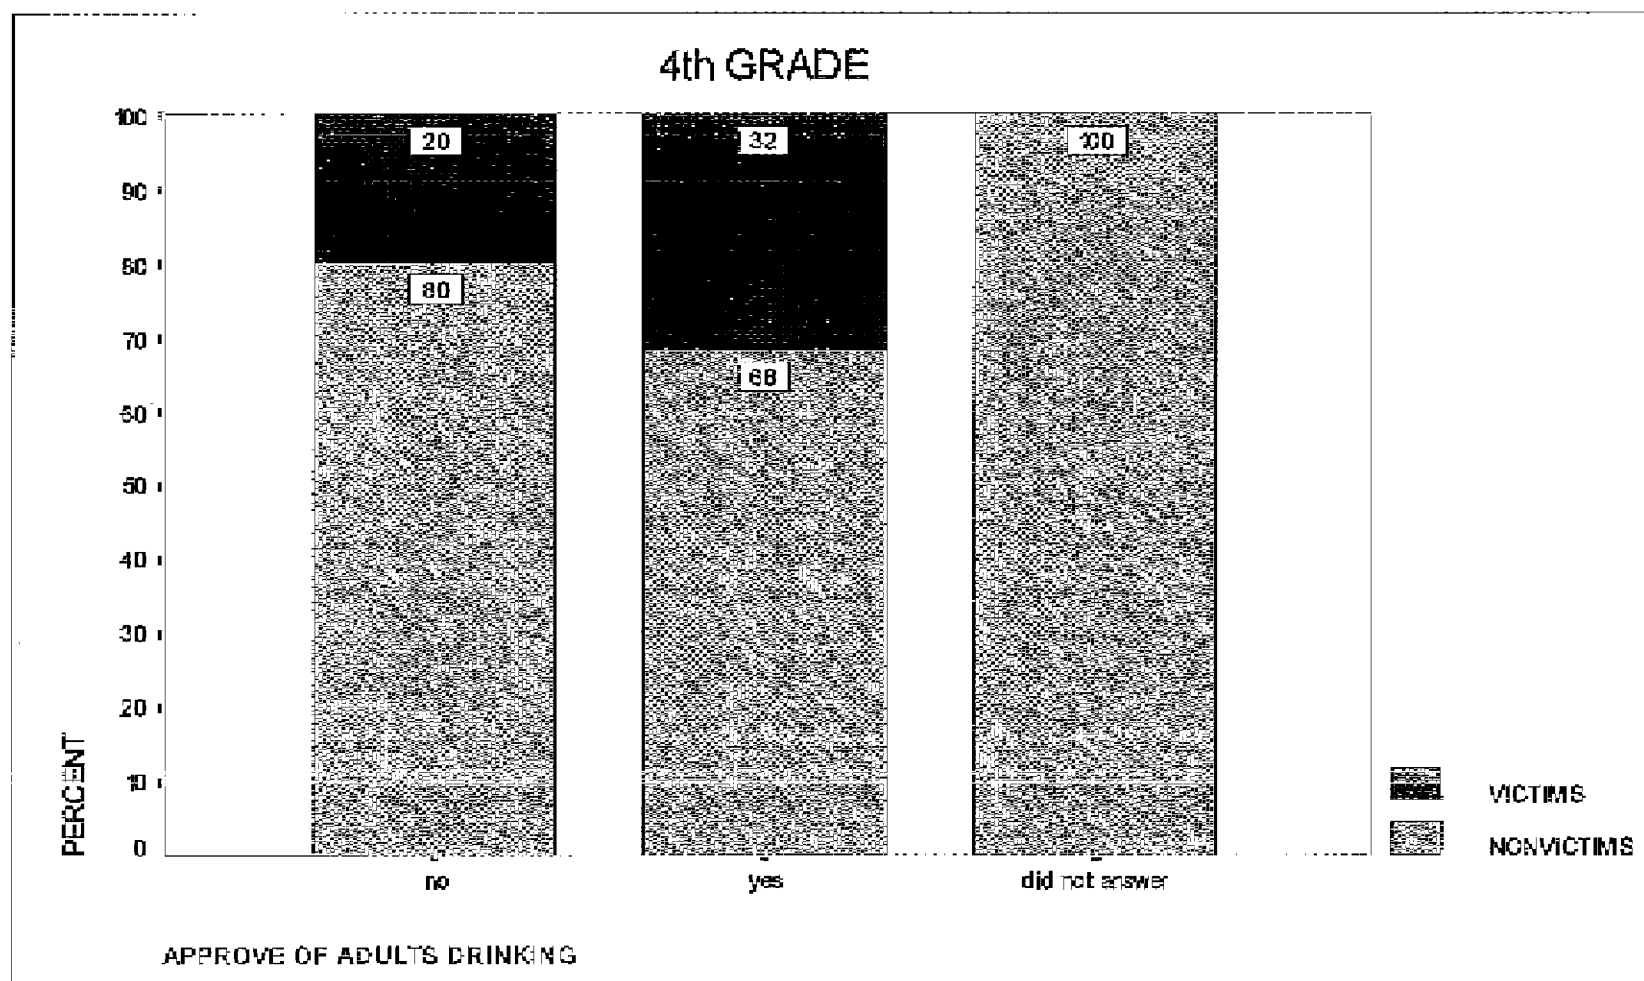 4th GRADE
100
90
80
70
60
50
40
30
20
10
0
PERCENT
20
80
32
68
100
no
yes
did not answer
APPROVE OF ADULTS DRINKING
VICTIMS
NONVICTIMS